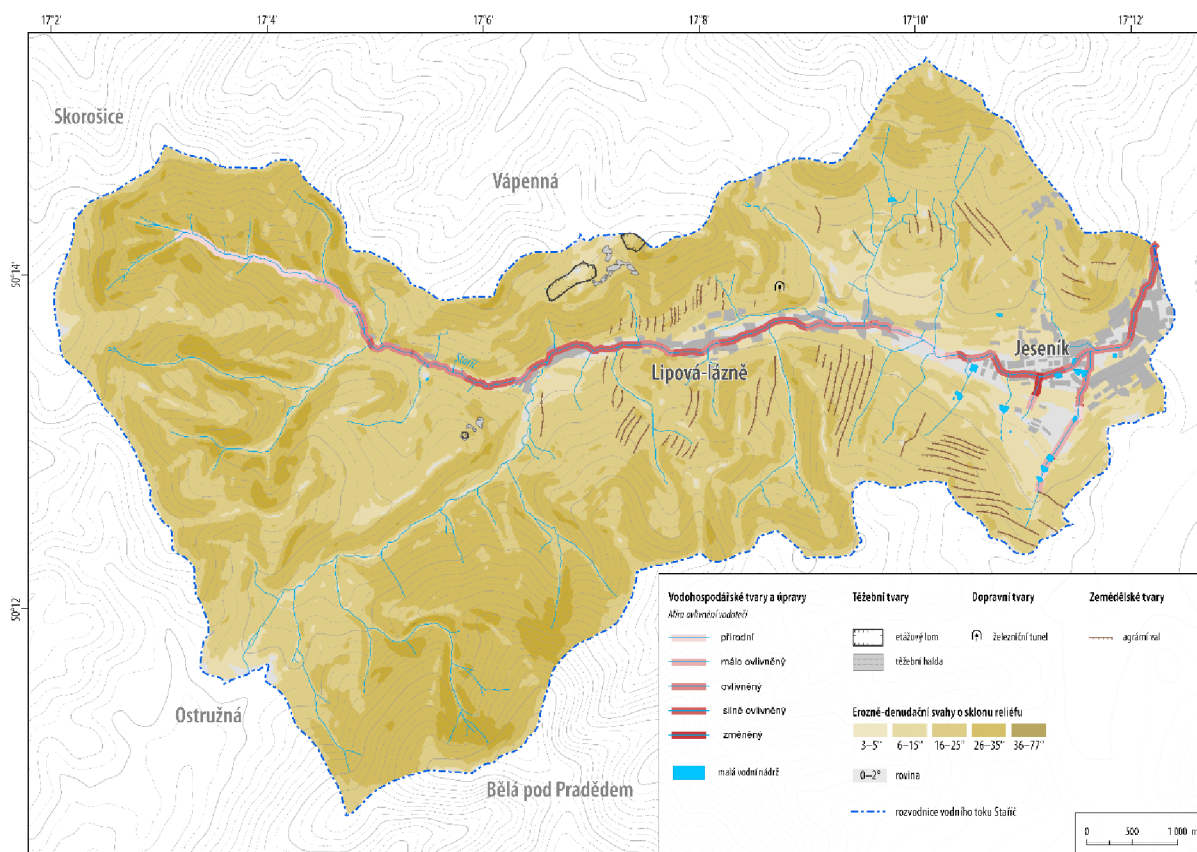 17°2' 17°4' 17°6' 17°8' 17°10' 17°12'
Skorošice
Vápenná
50°14'
Staříč
Lipová-lázně
Jeseník
50°12'
Ostružná
Bělá pod Pradědem
Vodohospodářské tvary a úpravy
Míra ovlivnění vodotečí
přírodní
málo ovlivněný
ovlivněný
silně ovlivněný
změněný
malá vodní nádrž
Těžební tvary
etážový lom
těžební halda
Dopravní tvary
železniční tunel
Zemědělské tvary
agrární val
Erozně-denudační svahy o sklonu reliéfu
3–5° 6–15° 16–25° 26–35° 36–77°
0–2° rovina
rozvodnice vodního toku Staříč
0 500 1 000 m